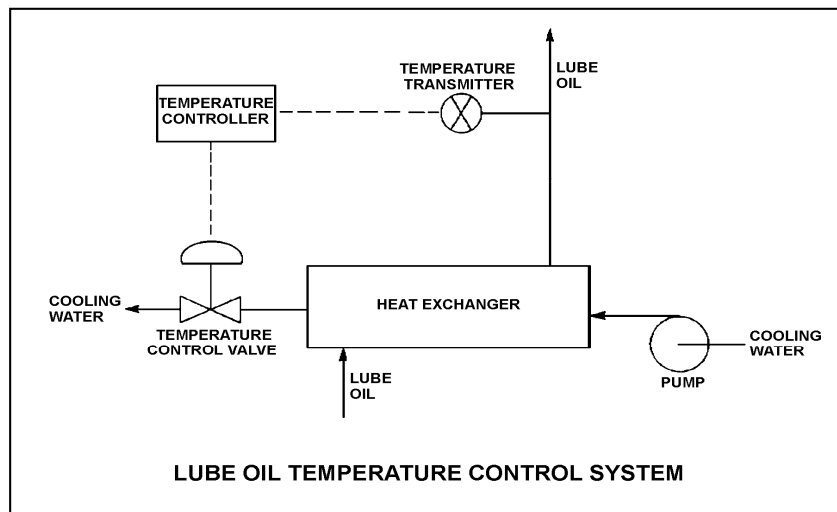 TEMPERATURE
TRANSMITTER
LUBE
OIL
TEMPERATURE
CONTROLLER
COOLING
WATER
TEMPERATURE
CONTROL VALVE
HEAT EXCHANGER
COOLING
WATER
PUMP
LUBE
OIL
LUBE OIL TEMPERATURE CONTROL SYSTEM